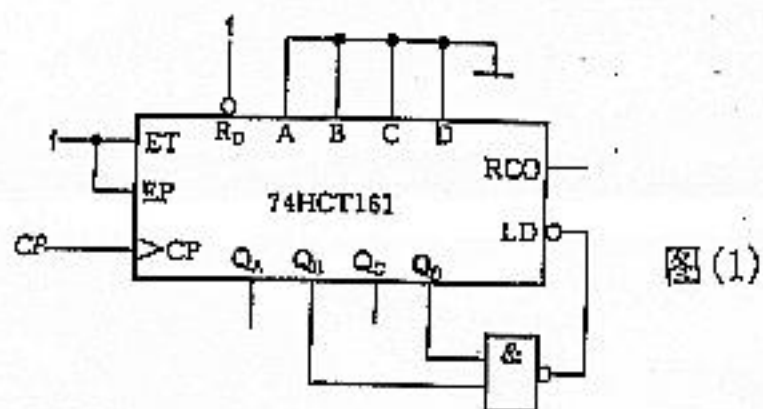 1
R_D A B C D
1 ET
RCO
EP
74HCT161
LD
CP CP
Q_A Q_B Q_C Q_D
图(1)
&